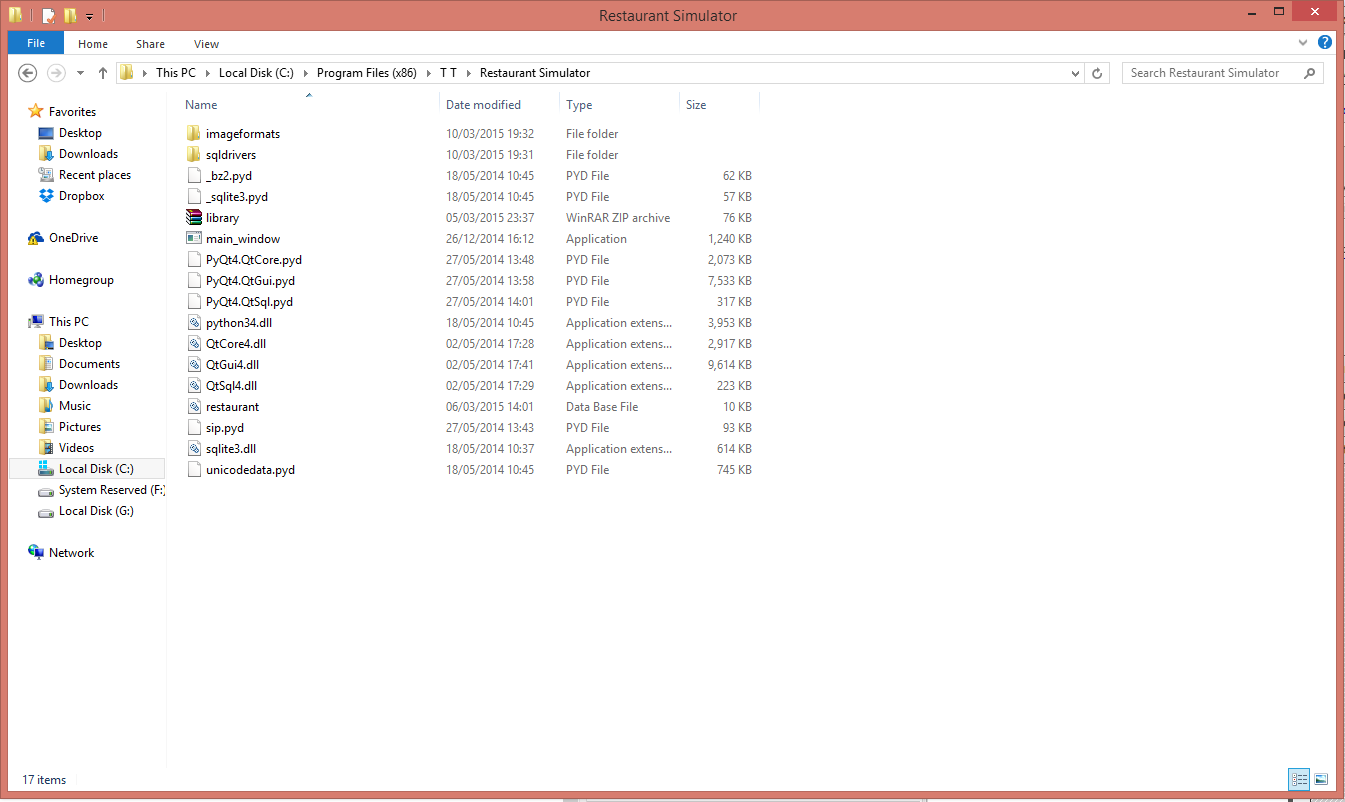 Restaurant Simulator
File Home Share View
This PC Local Disk (C:) Program Files (x86) T T Restaurant Simulator Search Restaurant Simulator
Name Date modified Type Size
Favorites
Desktop
Downloads
Recent places
Dropbox
OneDrive
Homegroup
This PC
Desktop
Documents
Downloads
Music
Pictures
Videos
Local Disk (C:)
System Reserved (F:)
Local Disk (G:)
Network
imageformats 10/03/2015 19:32 File folder
sqldrivers 10/03/2015 19:31 File folder
_bz2.pyd 18/05/2014 10:45 PYD File 62 KB
_sqlite3.pyd 18/05/2014 10:45 PYD File 57 KB
library 05/03/2015 23:37 WinRAR ZIP archive 76 KB
main_window 26/12/2014 16:12 Application 1,240 KB
PyQt4.QtCore.pyd 27/05/2014 13:48 PYD File 2,073 KB
PyQt4.QtGui.pyd 27/05/2014 13:58 PYD File 7,533 KB
PyQt4.QtSql.pyd 27/05/2014 14:01 PYD File 317 KB
python34.dll 18/05/2014 10:45 Application extens... 3,953 KB
QtCore4.dll 02/05/2014 17:28 Application extens... 2,917 KB
QtGui4.dll 02/05/2014 17:41 Application extens... 9,614 KB
QtSql4.dll 02/05/2014 17:29 Application extens... 223 KB
restaurant 06/03/2015 14:01 Data Base File 10 KB
sip.pyd 27/05/2014 13:43 PYD File 93 KB
sqlite3.dll 18/05/2014 10:37 Application extens... 614 KB
unicodedata.pyd 18/05/2014 10:45 PYD File 745 KB
17 items